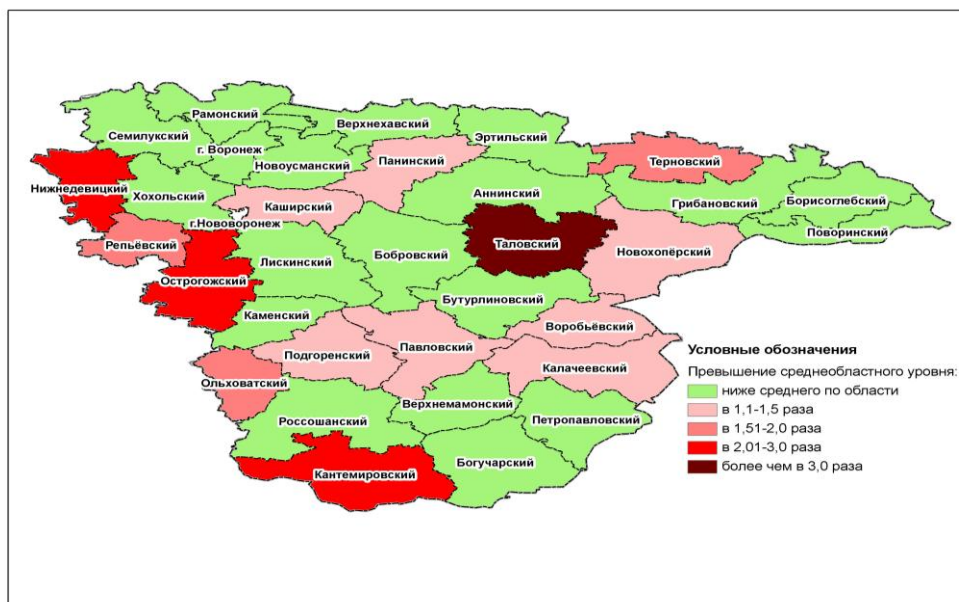 Рамонский
Верхнехавский
Семилукский
Эртильский
г. Воронеж
Новоусманский
Панинский
Терновский
Нижнедевицкий
Хохольский
Аннинский
Каширский
Грибановский
Борисоглебский
г.Нововоронеж
Поворинский
Репьёвский
Таловский
Новохопёрский
Лискинский
Бобровский
Острогожский
Бутурлиновский
Каменский
Воробьёвский
Подгоренский
Павловский
Калачеевский
Ольховатский
Верхнемамонский
Россошанский
Петропавловский
Богучарский
Кантемировский
Условные обозначения
Превышение среднеобластного уровня:
ниже среднего по области
в 1,1-1,5 раза
в 1,51-2,0 раза
в 2,01-3,0 раза
более чем в 3,0 раза